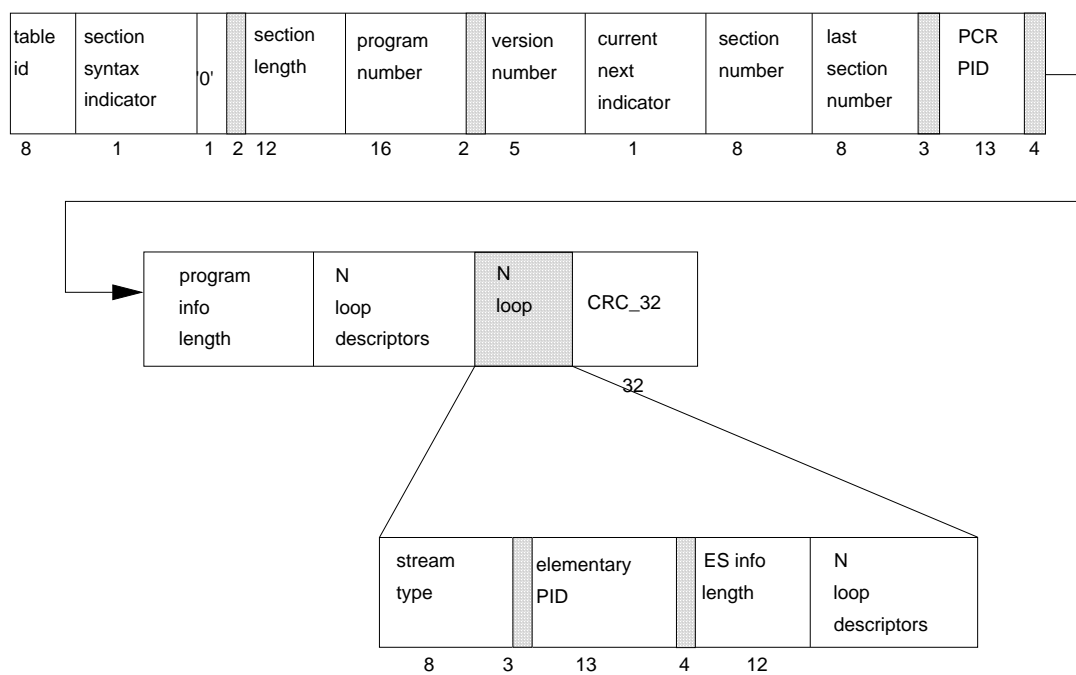 table id
section syntax indicator
'0'
section length
program number
version number
current next indicator
section number
last section number
PCR PID
8 1 1 2 12 16 2 5 1 8 8 3 13 4
program info length
N loop descriptors
N loop
CRC_32
32
stream type
elementary PID
ES info length
N loop descriptors
8 3 13 4 12